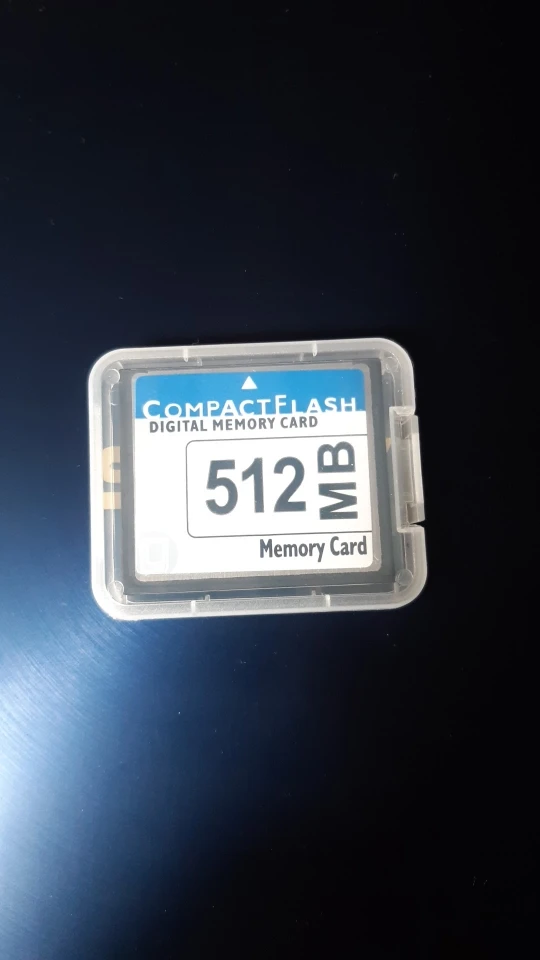 COMPACTFLASH
DIGITAL MEMORY CARD
512 MB
Memory Card